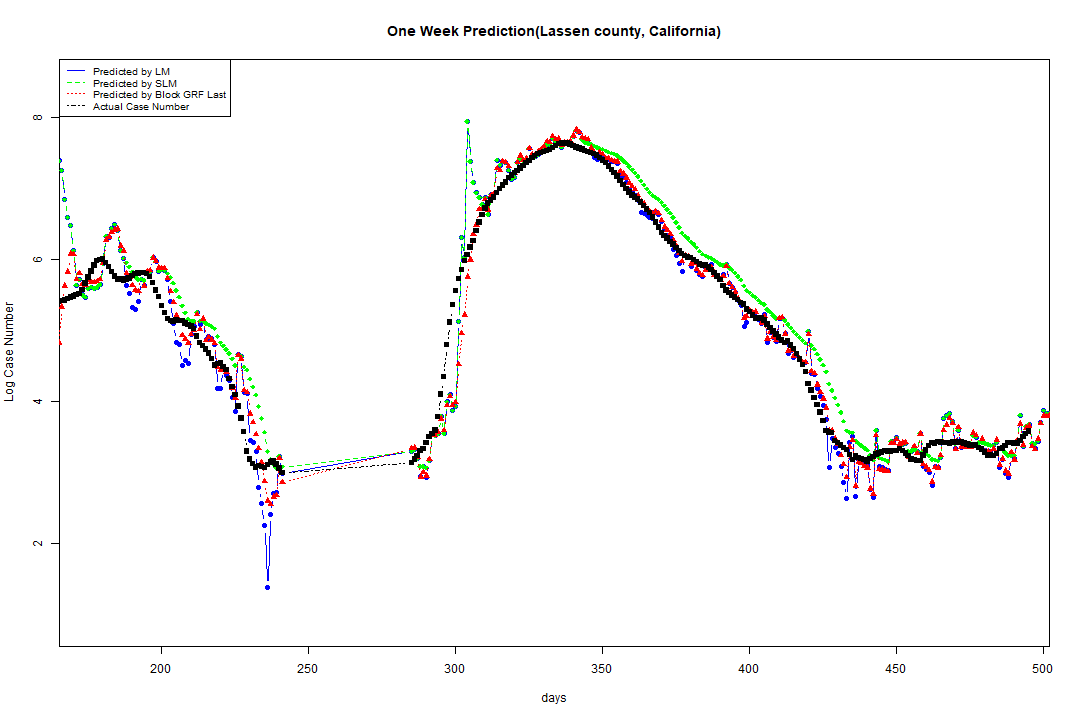 One Week Prediction(Lassen county, California)
Predicted by LM
Predicted by SLM
Predicted by Block GRF Last
Actual Case Number
8
6
4
2
Log Case Number
200 250 300 350 400 450 500
days